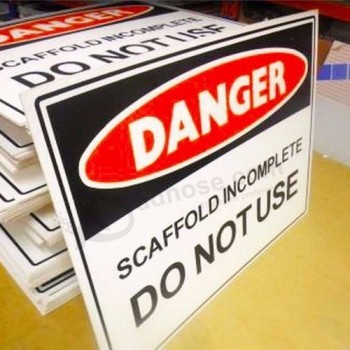 DANGER
SCAFFOLD INCOMPLETE
DO NOT USE
DANGER
SCAFFOLD INCOMPLETE
DO NOT USE